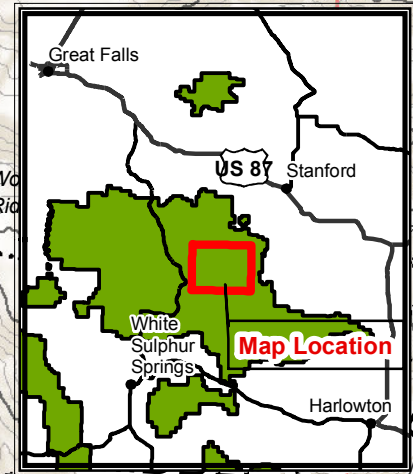 Great Falls
US 87
Stanford
White
Sulphur
Springs
Map Location
Harlowton